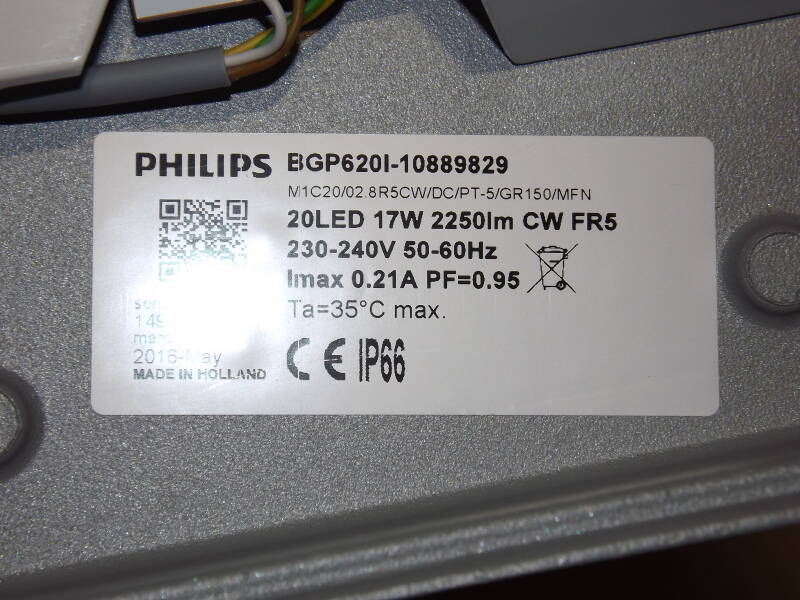 PHILIPS BGP620I-10889829
M1C20/02.8R5CW/DC/PT-5/GR150/MFN
20LED 17W 2250lm CW FR5
230-240V 50-60Hz
Imax 0.21A PF=0.95
Ta=35°C max.
2016-May
MADE IN HOLLAND
CE IP66